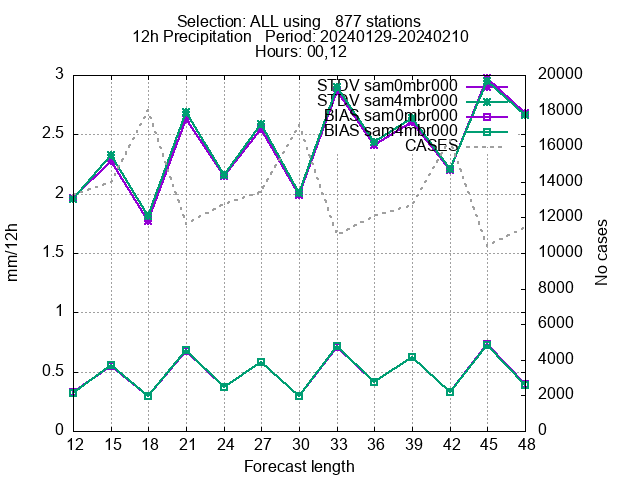 Selection: ALL using   877 stations
12h Precipitation   Period: 20240129-20240210
Hours: 00,12
STDV sam0mbr000
STDV sam4mbr000
BIAS sam0mbr000
BIAS sam4mbr000
CASES
3
2.5
2
1.5
1
0.5
0
mm/12h
20000
18000
16000
14000
12000
10000
8000
6000
4000
2000
0
No cases
12 15 18 21 24 27 30 33 36 39 42 45 48
Forecast length